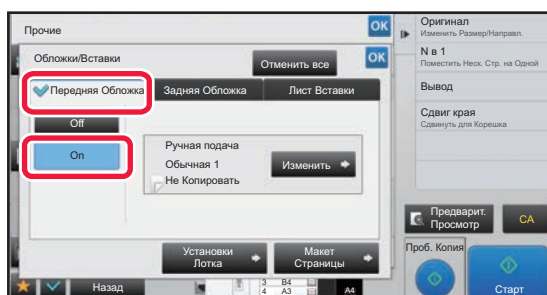 Прочие
OK
Обложки/Вставки
Отменить все
OK
Передняя Обложка
Задняя Обложка
Лист Вставки
Off
On
Ручная подача
Обычная 1
Не Копировать
Изменить
Установки
Лотка
Макет
Страницы
Назад
3 B4
4 A3
A4
Оригинал
Изменить Размер/Направл.
N в 1
Поместить Неск. Стр. на Одной
Вывод
Сдвиг края
Сдвинуть для Корешка
Предварит.
Просмотр
CA
Проб. Копия
Старт